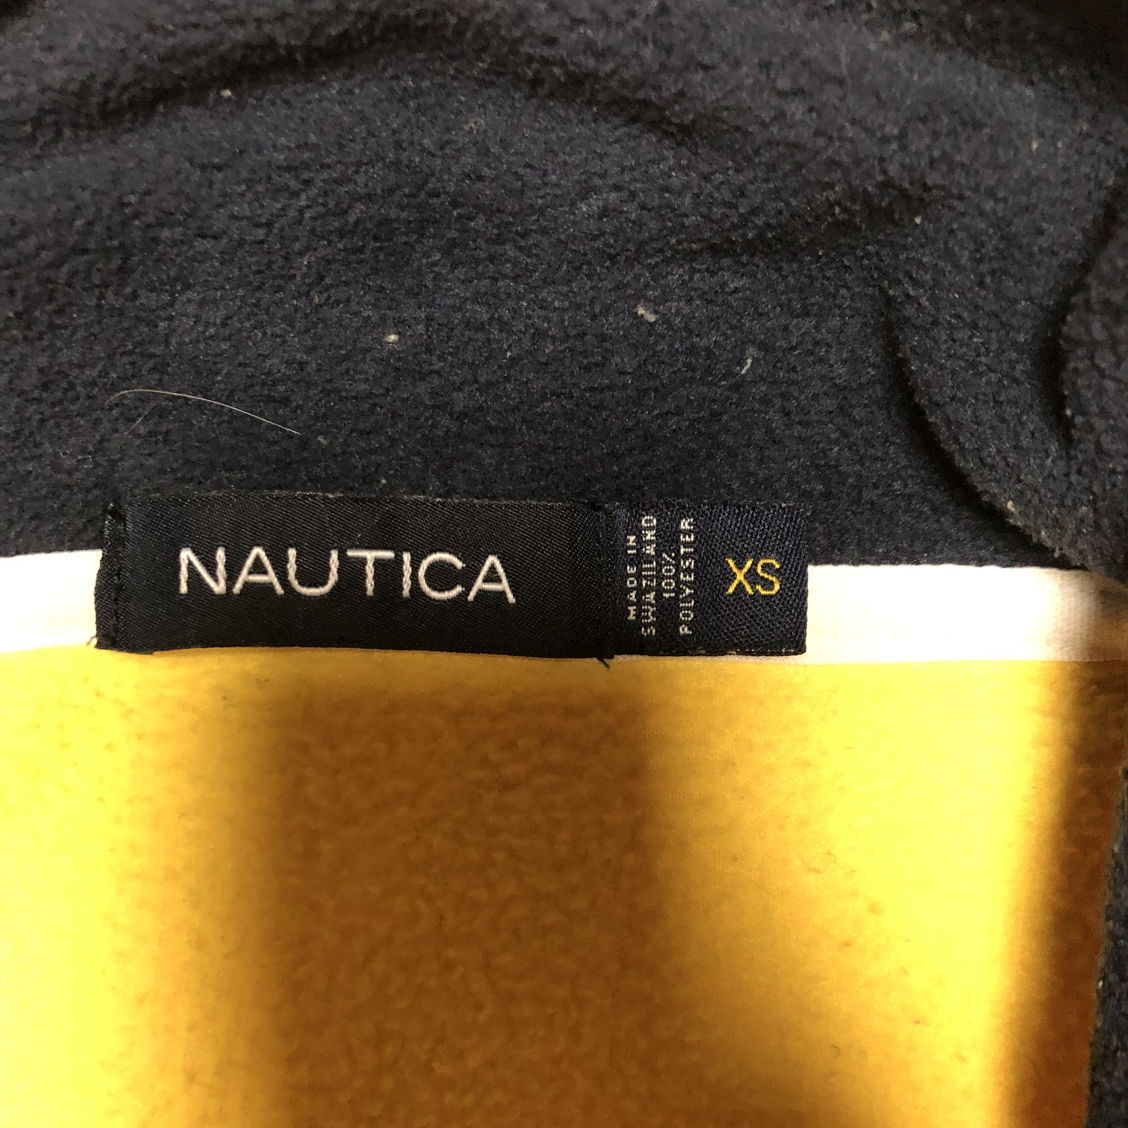 NAUTICA
MADE IN
SWAZILAND
100%
POLYESTER
XS